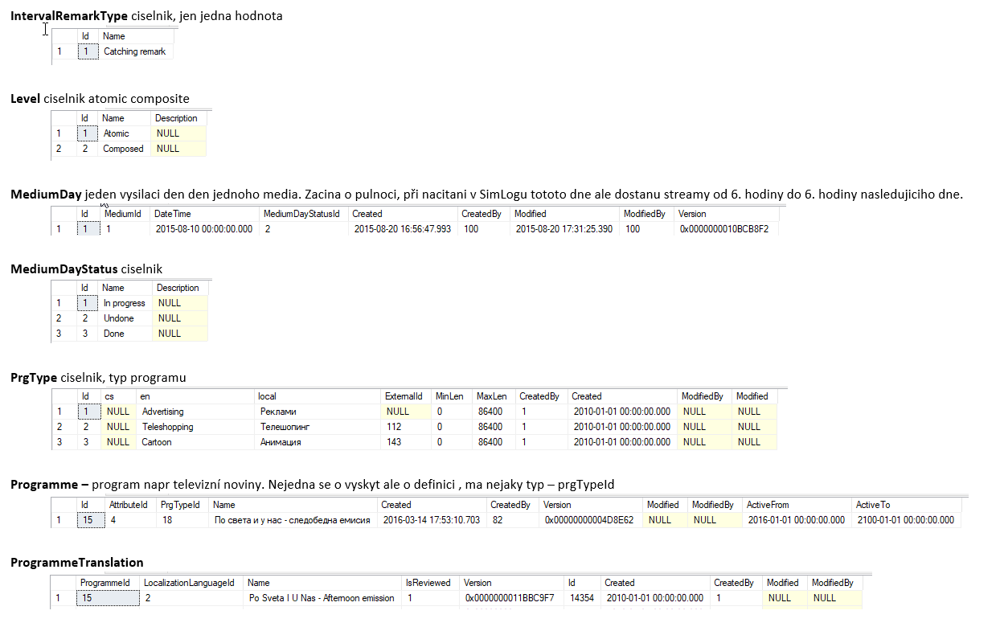 IntervalRemarkType ciselnik, jen jedna hodnota
Id Name
1 1 Catching remark
Level ciselnik atomic composite
Id Name Description
1 1 Atomic NULL
2 2 Composed NULL
MediumDay jeden vysilaci den den jednoho media. Zacina o pulnoci, při nacitani v SimLogu tototo dne ale dostanu streamy od 6. hodiny do 6. hodiny nasledujiciho dne.
Id MediumId DateTime MediumDayStatusId Created CreatedBy Modified ModifiedBy Version
1 1 1 2015-08-10 00:00:00.000 2 2015-08-20 16:56:47.993 100 2015-08-20 17:31:25.390 100 0x0000000010BCB8F2
MediumDayStatus ciselnik
Id Name Description
1 1 In progress NULL
2 2 Undone NULL
3 3 Done NULL
PrgType ciselnik, typ programu
Id cs en local ExternalId MinLen MaxLen CreatedBy Created ModifiedBy Modified
1 1 NULL Advertising Реклами NULL 0 86400 1 2010-01-01 00:00:00.000 NULL NULL
2 2 NULL Teleshopping Телешопинг 112 0 86400 1 2010-01-01 00:00:00.000 NULL NULL
3 3 NULL Cartoon Анимация 143 0 86400 1 2010-01-01 00:00:00.000 NULL NULL
Programme – program napr televizní noviny. Nejedna se o vyskyt ale o definici , ma nejaky typ – prgTypeId
Id AttributeId PrgTypeId Name Created CreatedBy Version Modified ModifiedBy ActiveFrom ActiveTo
1 15 4 18 По света и у нас - следобедна емисия 2016-03-14 17:53:10.703 82 0x00000000004D8E62 NULL NULL 2016-01-01 00:00:00.000 2100-01-01 00:00:00.000
ProgrammeTranslation
ProgrammeId LocalizationLanguageId Name IsReviewed Version Id Created CreatedBy Modified ModifiedBy
1 15 2 Po Sveta I U Nas - Afternoon emission 1 0x0000000011BBC9F7 14354 2010-01-01 00:00:00.000 1 NULL NULL